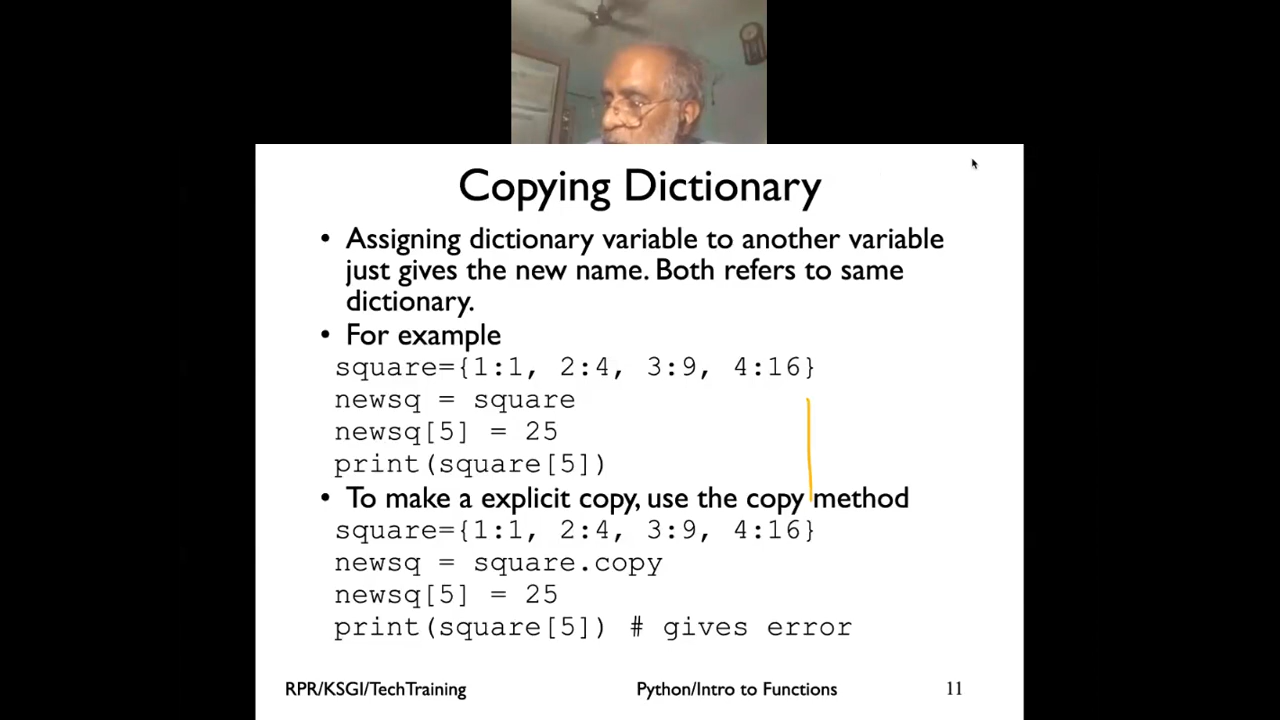 Copying Dictionary
• Assigning dictionary variable to another variable
just gives the new name. Both refers to same
dictionary.
• For example
square={1:1, 2:4, 3:9, 4:16}
newsq = square
newsq[5] = 25
print(square[5])
• To make a explicit copy, use the copy method
square={1:1, 2:4, 3:9, 4:16}
newsq = square.copy
newsq[5] = 25
print(square[5]) # gives error
RPR/KSGI/TechTraining Python/Intro to Functions 11